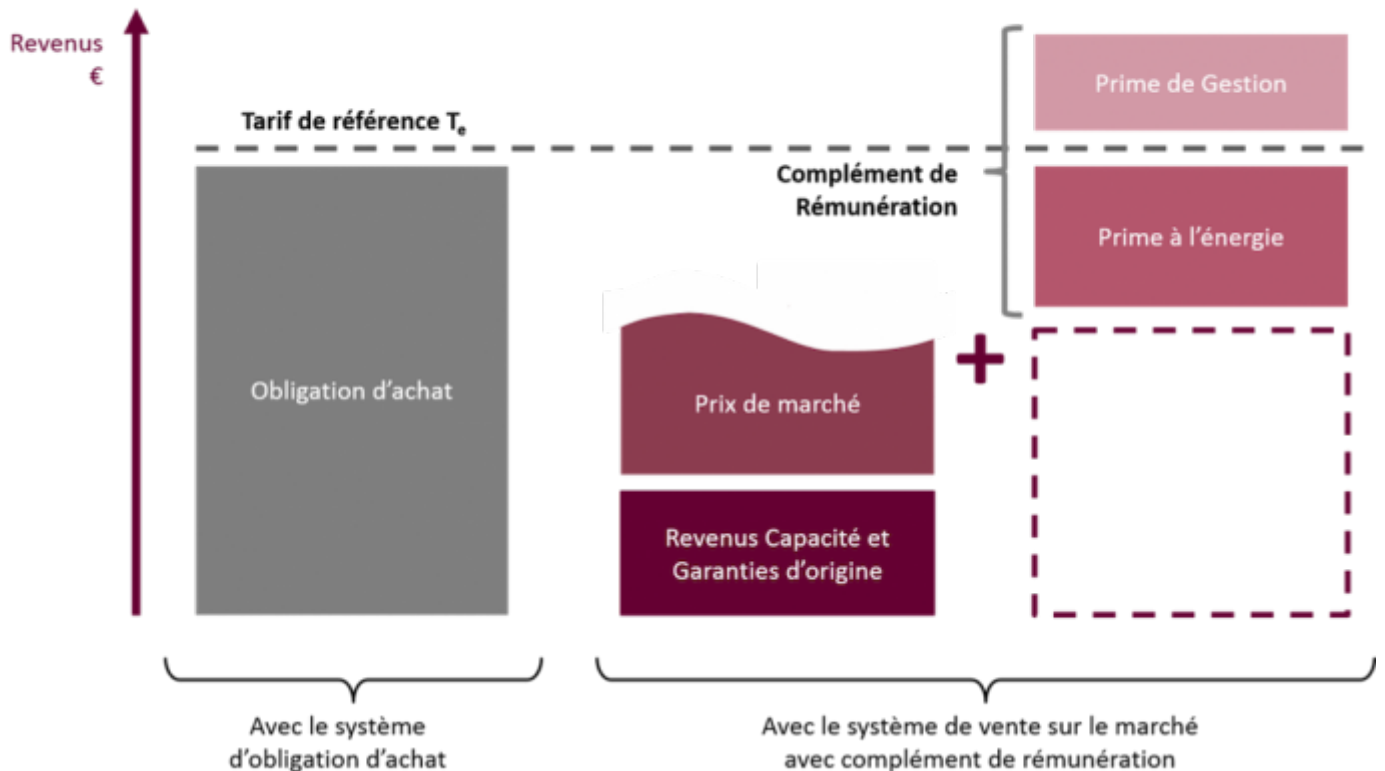 Revenus
€
Tarif de référence Te
Prime de Gestion
Complément de
Rémunération
Prime à l'énergie
Obligation d'achat
Prix de marché
+
Revenus Capacité et
Garanties d'origine
Avec le système
d'obligation d'achat
Avec le système de vente sur le marché
avec complément de rémunération